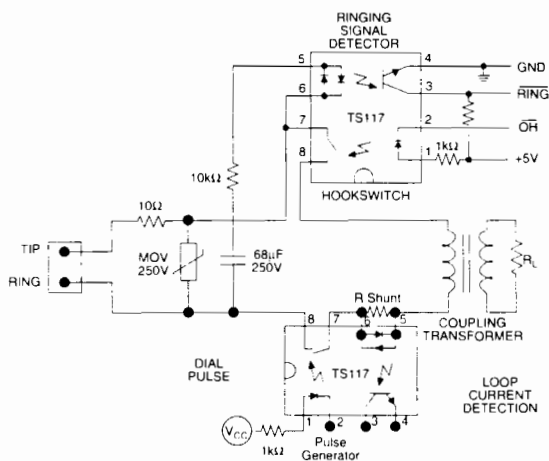 RINGING
SIGNAL
DETECTOR
5
4
GND
6
3
RING
TS117
7
2
OH
8
1
1kΩ
+5V
10kΩ
HOOKSWITCH
10Ω
TIP
MOV
250V
68µF
250V
RING
R Shunt
RL
8
7
6
5
COUPLING
TRANSFORMER
DIAL
PULSE
TS117
LOOP
CURRENT
DETECTION
VCC
1kΩ
1
2
3
4
Pulse
Generator